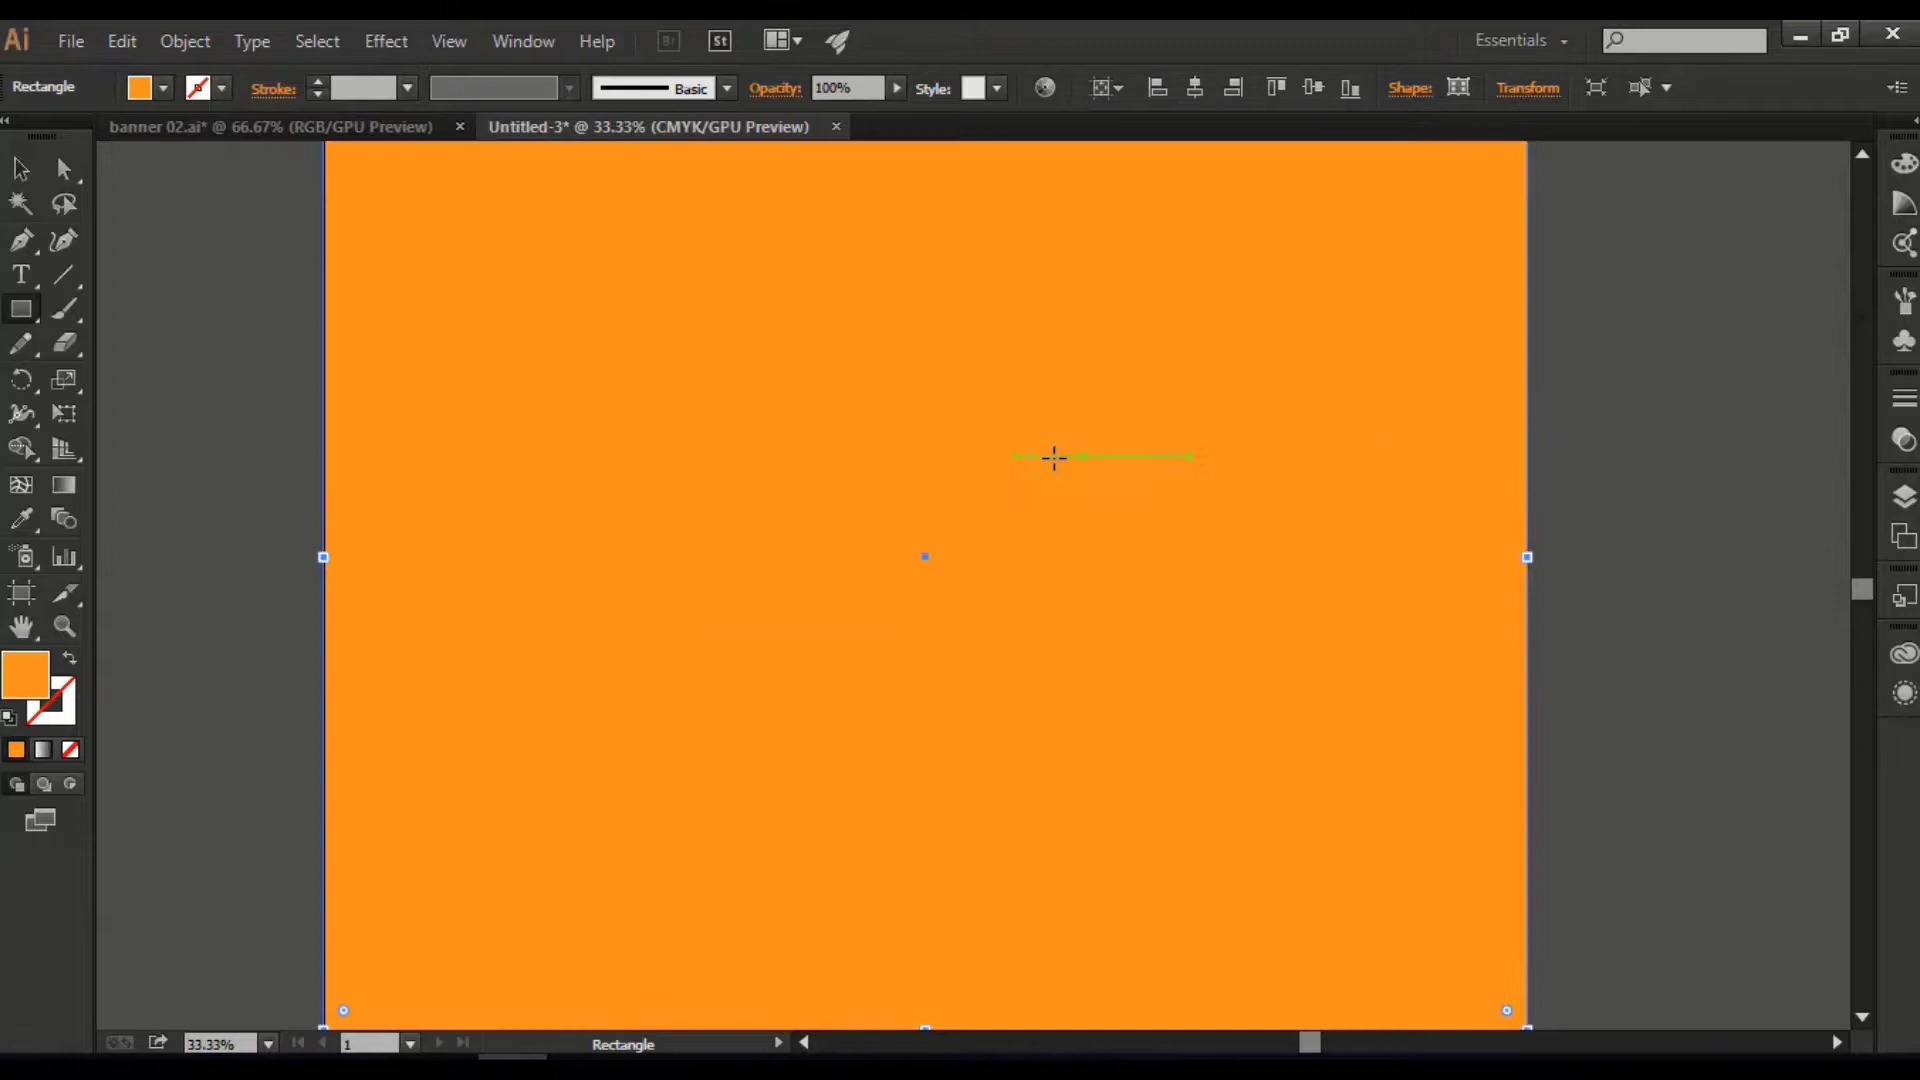 Ai File Edit Object Type Select Effect View Window Help Br St Essentials
Rectangle Stroke: Basic Opacity: 100% Style: Shape: Transform
banner 02.ai* @ 66.67% (RGB/GPU Preview) × Untitled-3* @ 33.33% (CMYK/GPU Preview) ×
T
33.33% 1 Rectangle